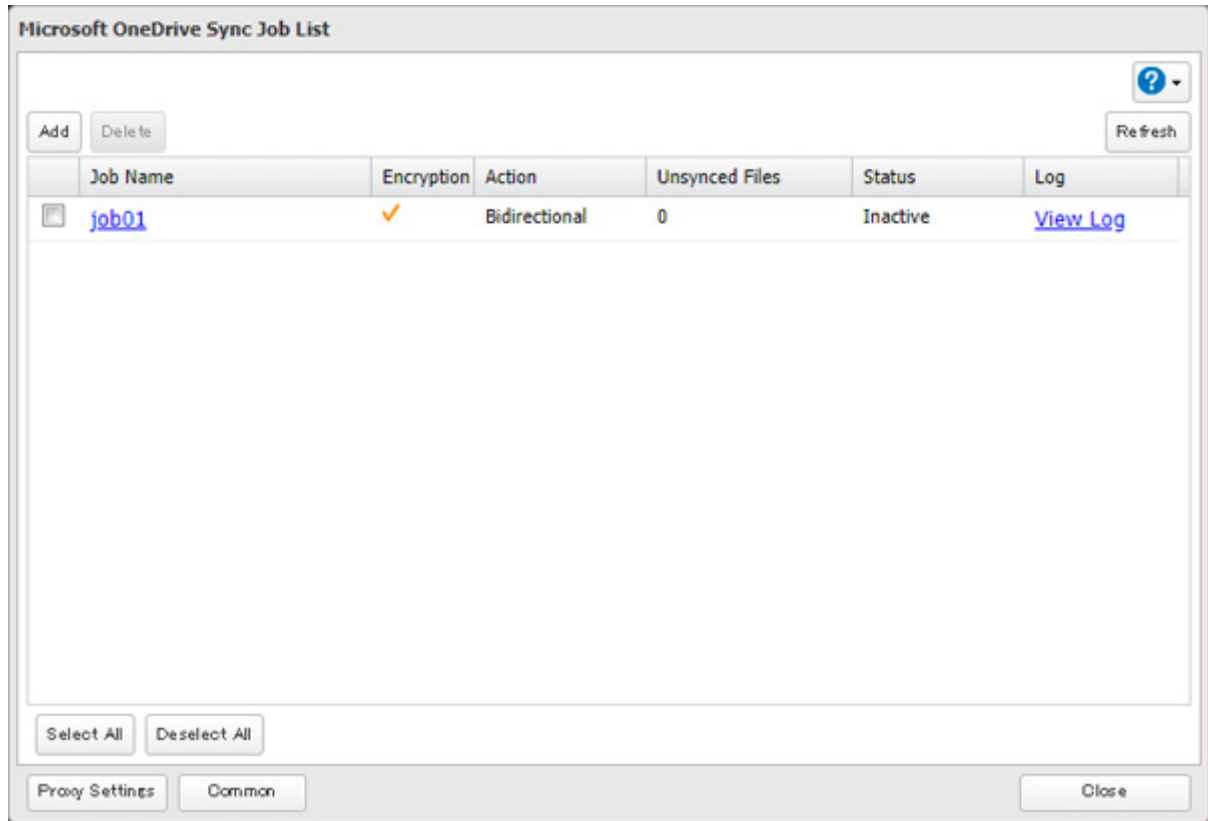 Microsoft OneDrive Sync Job List
?
Add Delete Refresh
Job Name Encryption Action Unsynced Files Status Log
job01 ✓ Bidirectional 0 Inactive View Log
Select All Deselect All
Proxy Settings Common Close